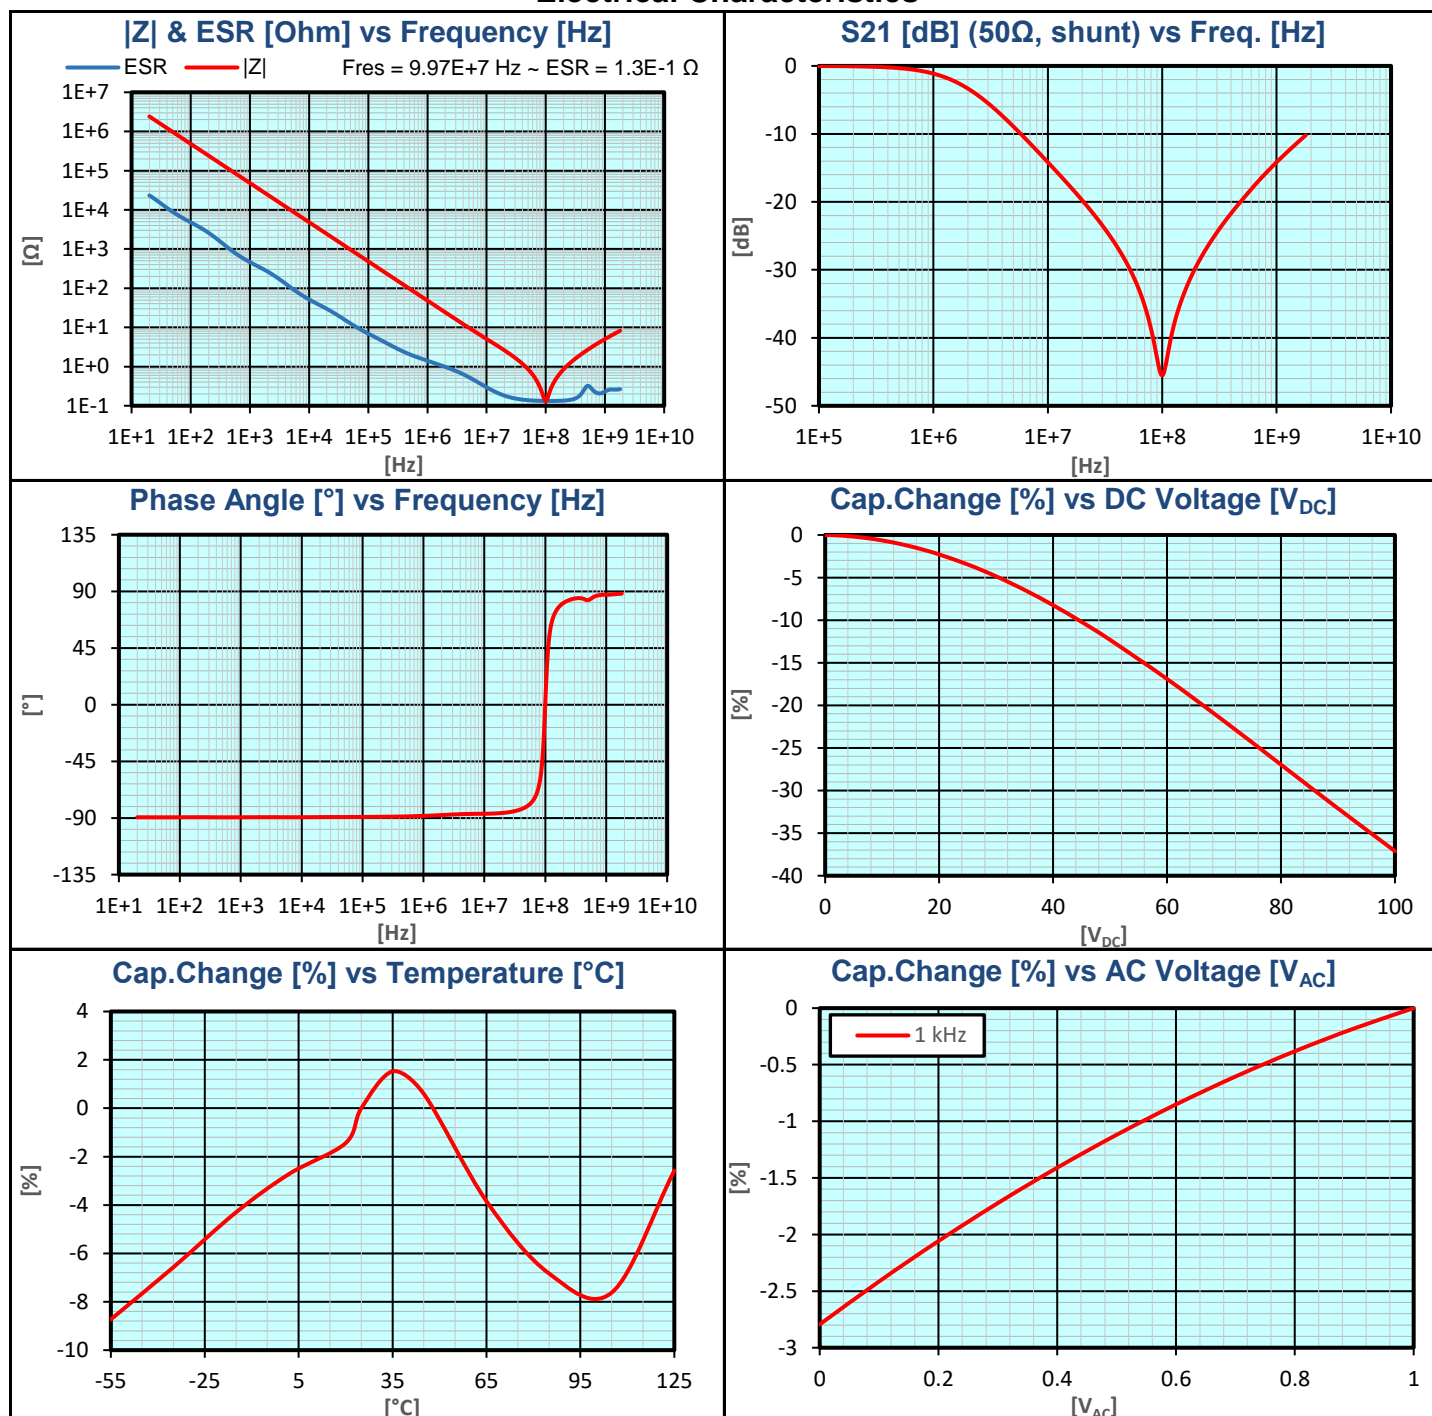 Electrical Characteristics
|Z| & ESR [Ohm] vs Frequency [Hz]
ESR |Z| Fres = 9.97E+7 Hz ~ ESR = 1.3E-1 Ω
1E+7
1E+6
1E+5
1E+4
1E+3
1E+2
1E+1
1E+0
1E-1
[Ω]
1E+1 1E+2 1E+3 1E+4 1E+5 1E+6 1E+7 1E+8 1E+9 1E+10
[Hz]
S21 [dB] (50Ω, shunt) vs Freq. [Hz]
0
-10
-20
-30
-40
-50
[dB]
1E+5 1E+6 1E+7 1E+8 1E+9 1E+10
[Hz]
Phase Angle [°] vs Frequency [Hz]
135
90
45
0
-45
-90
-135
[°]
1E+1 1E+2 1E+3 1E+4 1E+5 1E+6 1E+7 1E+8 1E+9 1E+10
[Hz]
Cap.Change [%] vs DC Voltage [VDC]
0
-5
-10
-15
-20
-25
-30
-35
-40
[%]
0 20 40 60 80 100
[VDC]
Cap.Change [%] vs Temperature [°C]
4
2
0
-2
-4
-6
-8
-10
[%]
-55 -25 5 35 65 95 125
[°C]
Cap.Change [%] vs AC Voltage [VAC]
1 kHz
0
-0.5
-1
-1.5
-2
-2.5
-3
[%]
0 0.2 0.4 0.6 0.8 1
[VAC]